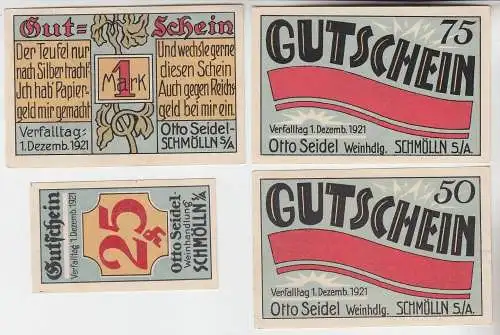 Gut= Schein
Der Teufel nur
nach Silber tracht'
Jch hab' Papier-
geld mir gemacht
Und wechsle gerne
diesen Schein
Auch gegen Reichs-
geld bei mir ein.
1
Mark
Verfalltag:
1. Dezemb. 1921
Otto Seidel-
SCHMÖLLN S/A.
75
GUTSCHEIN
Verfalltag 1. Dezemb. 1921
Otto Seidel Weinhdlg. SCHMÖLLN S/A.
Gutschein
Verfalltag 1. Dezemb. 1921
25 ₰
Otto Seidel-
Weinhandlung
SCHMÖLLN S/A
50
GUTSCHEIN
Verfalltag 1. Dezemb. 1921
Otto Seidel Weinhdlg. SCHMÖLLN S/A.